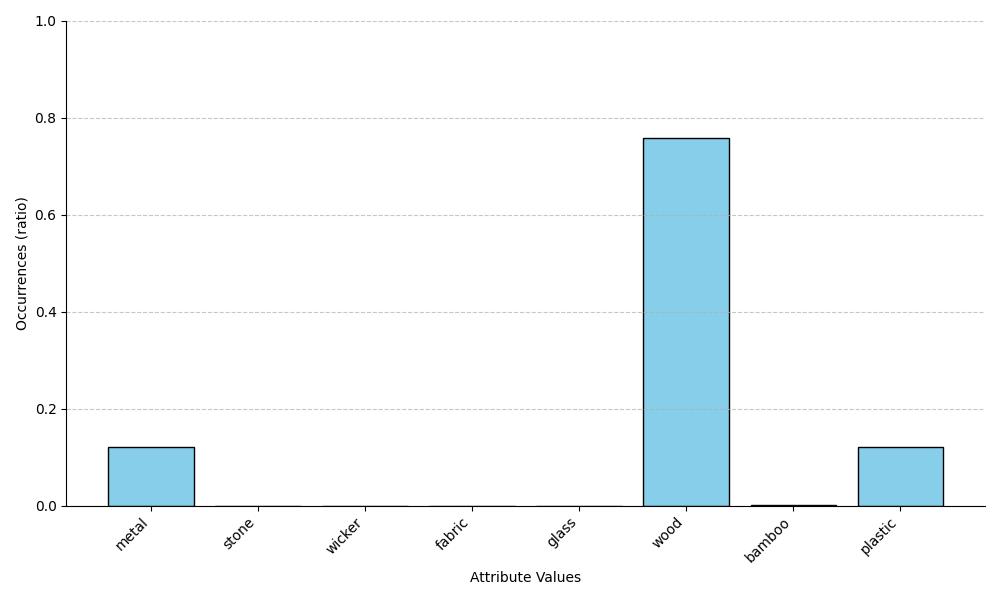 1.0
0.8
0.6
0.4
0.2
0.0
Occurrences (ratio)
metal
stone
wicker
fabric
glass
wood
bamboo
plastic
Attribute Values